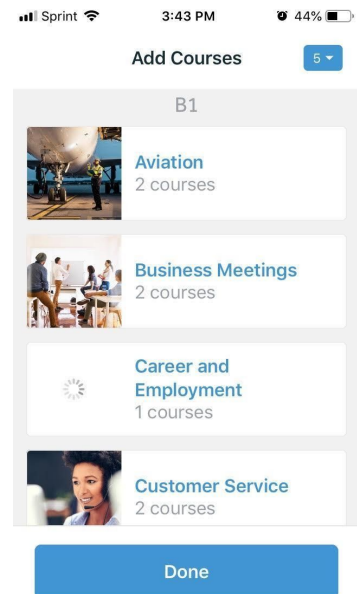 Sprint 3:43 PM 44%
Add Courses 5
B1
Aviation
2 courses
Business Meetings
2 courses
Career and
Employment
1 courses
Customer Service
2 courses
Done